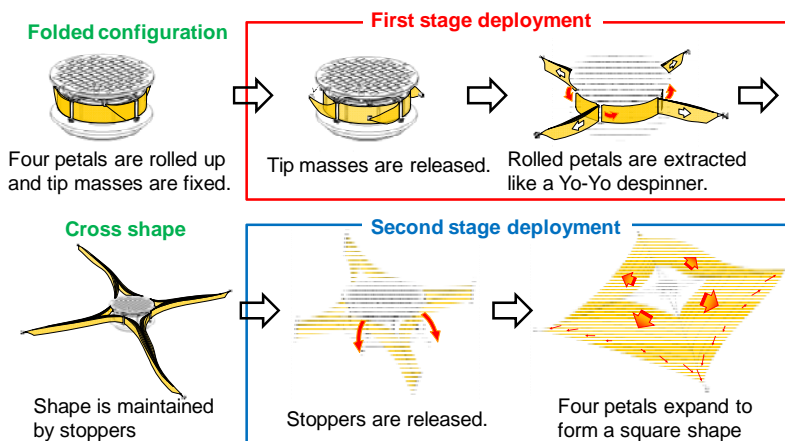 Folded configuration
First stage deployment
Four petals are rolled up
and tip masses are fixed.
Tip masses are released.
Rolled petals are extracted
like a Yo-Yo despinner.
Cross shape
Second stage deployment
Shape is maintained
by stoppers
Stoppers are released.
Four petals expand to
form a square shape